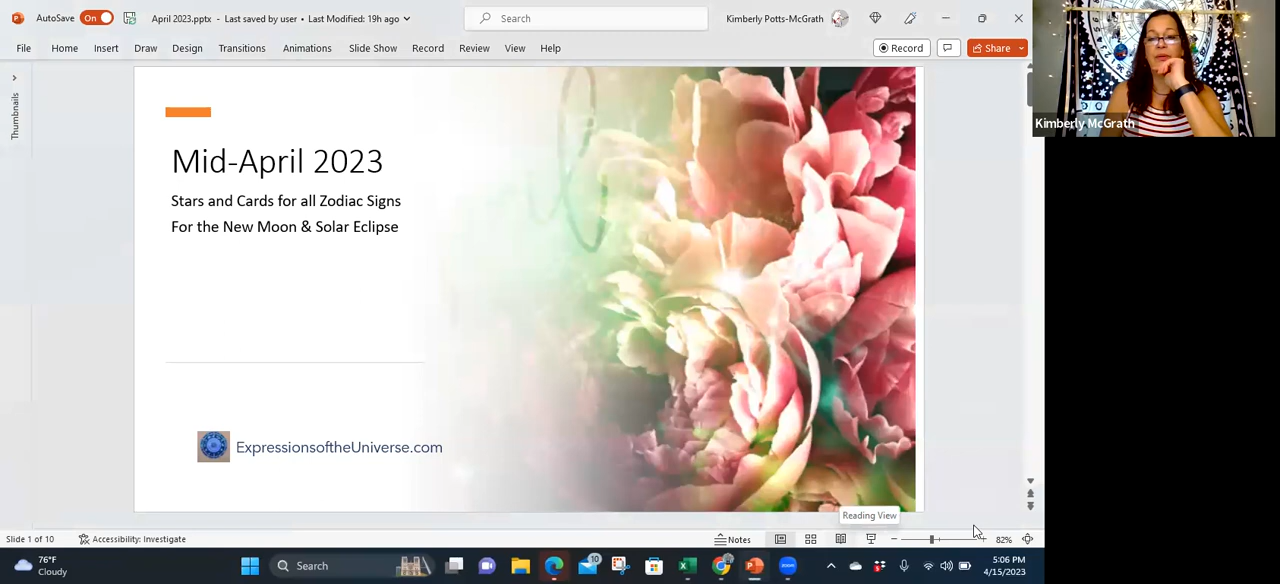 AutoSave On April 2023.pptx - Last saved by user • Last Modified: 19h ago Search Kimberly Potts-McGrath
File Home Insert Draw Design Transitions Animations Slide Show Record Review View Help Record Share
Thumbnails
Kimberly McGrath
Mid-April 2023
Stars and Cards for all Zodiac Signs
For the New Moon & Solar Eclipse
ExpressionsoftheUniverse.com
Reading View
Slide 1 of 10 Accessibility: Investigate Notes 82%
76°F
Cloudy
Search
10
5:06 PM
4/15/2023